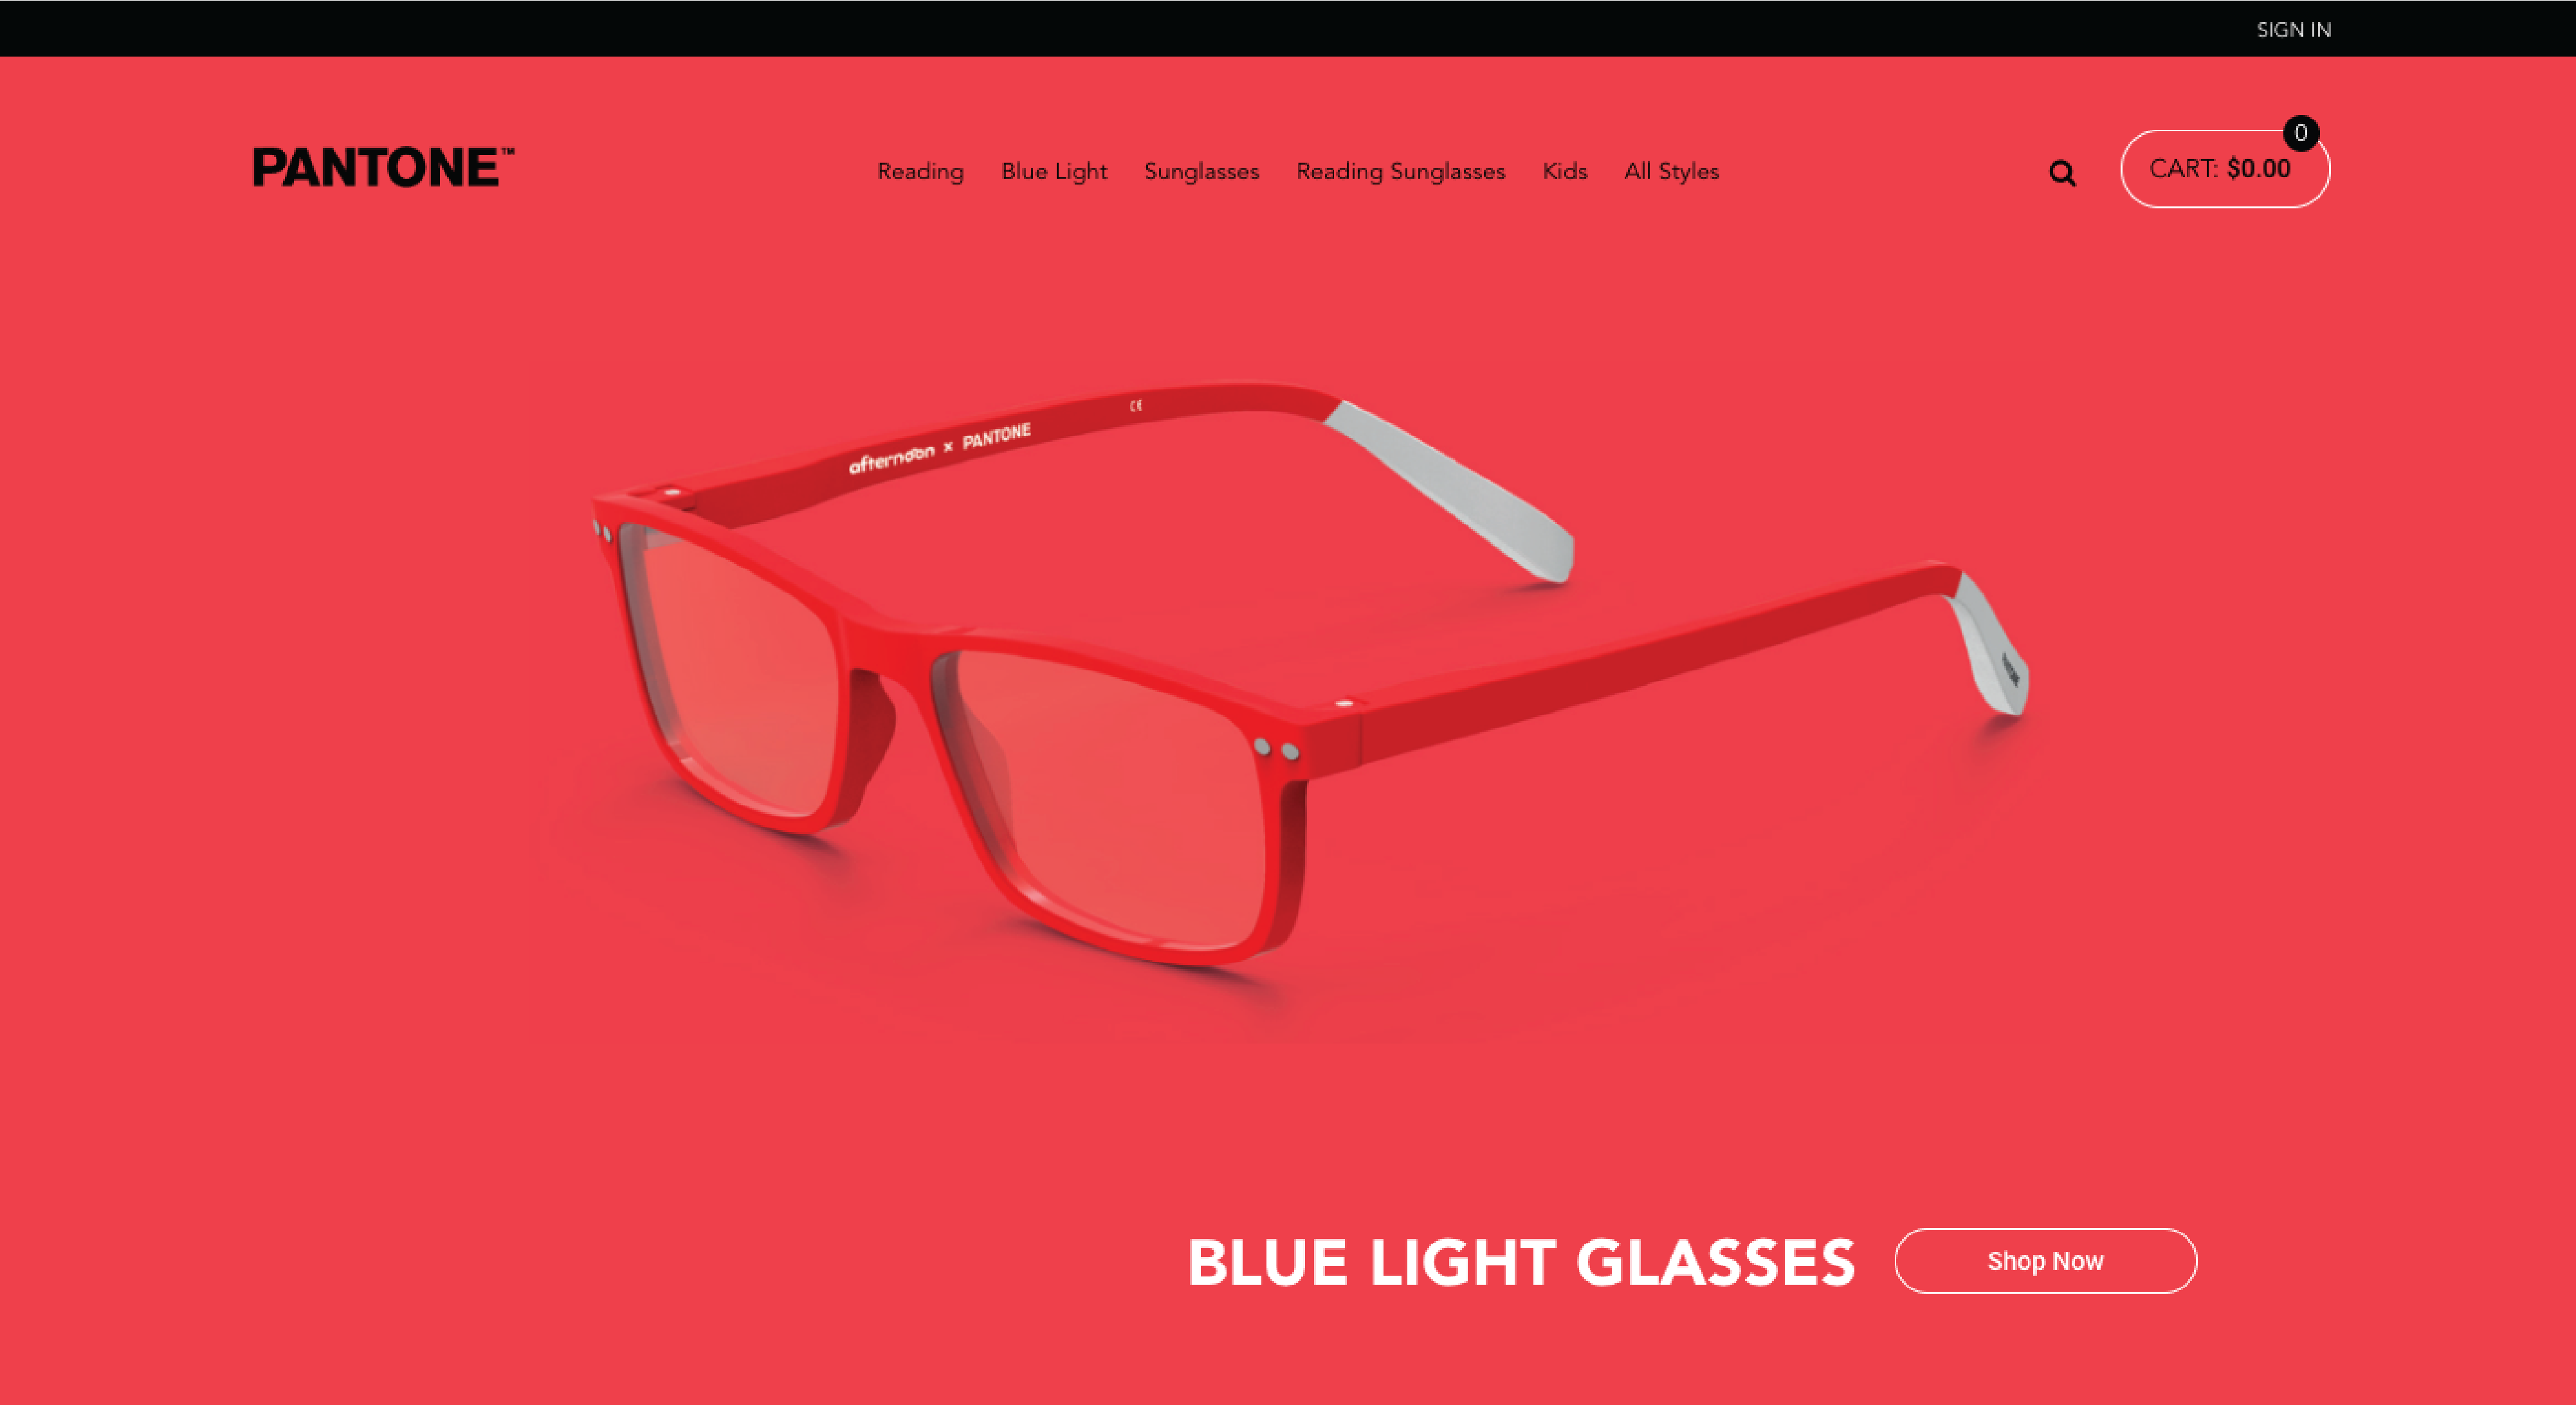 SIGN IN
PANTONE™
Reading Blue Light Sunglasses Reading Sunglasses Kids All Styles
0
CART: $0.00
CE
afternoon × PANTONE
PANTONE
BLUE LIGHT GLASSES
Shop Now